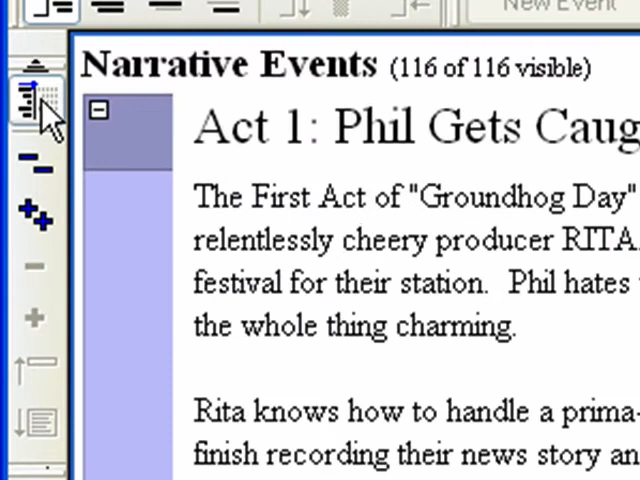 New Event
Narrative Events (116 of 116 visible)
Act 1: Phil Gets Caug
The First Act of "Groundhog Day"
relentlessly cheery producer RITA
festival for their station. Phil hates
the whole thing charming.
Rita knows how to handle a prima-
finish recording their news story an